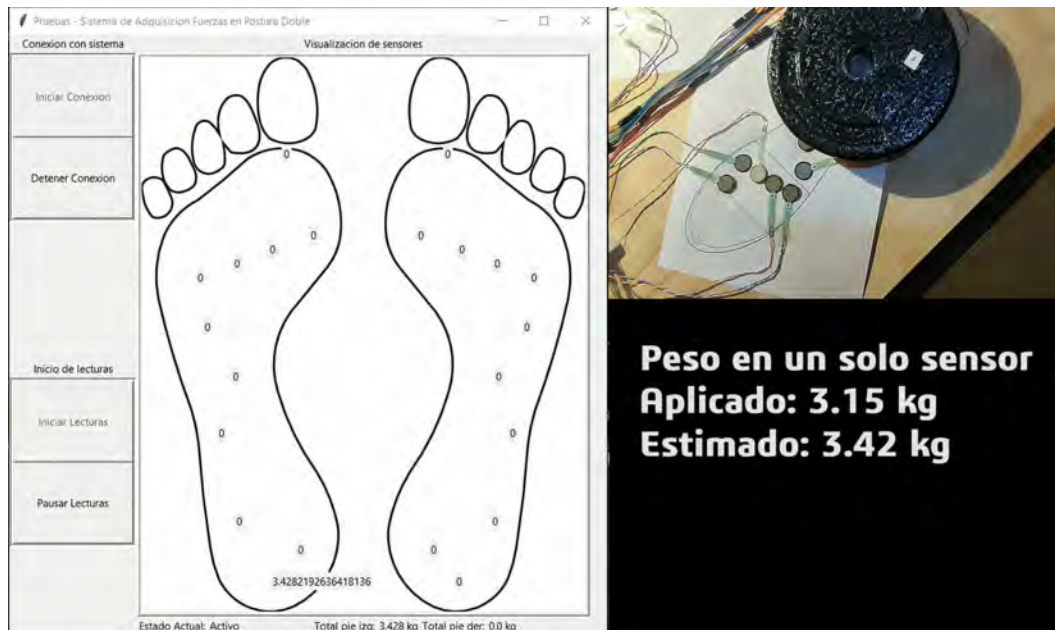 Pruebas - Sistema de Adquisicion Fuerzas en Postura Doble
Conexion con sistema
Visualizacion de sensores
Iniciar Conexion
Detener Conexion
Inicio de lecturas
Iniciar Lecturas
Pausar Lecturas
0 0
0 0 0 0
0 0 0 0
0 0
0 0
0 0
0 0
0 0
3.4282192636418136 0
Estado Actual: Activo
Total pie izq: 3.428 kg Total pie der: 0.0 kg
Peso en un solo sensor
Aplicado: 3.15 kg
Estimado: 3.42 kg